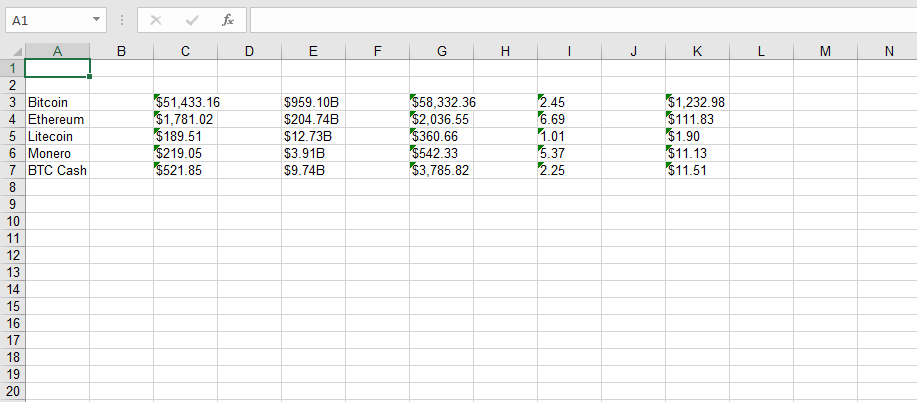 A1 fx
A B C D E F G H I J K L M N
1
2
3 Bitcoin $51,433.16 $959.10B $58,332.36 2.45 $1,232.98
4 Ethereum $1,781.02 $204.74B $2,036.55 6.69 $111.83
5 Litecoin $189.51 $12.73B $360.66 1.01 $1.90
6 Monero $219.05 $3.91B $542.33 5.37 $11.13
7 BTC Cash $521.85 $9.74B $3,785.82 2.25 $11.51
8
9
10
11
12
13
14
15
16
17
18
19
20